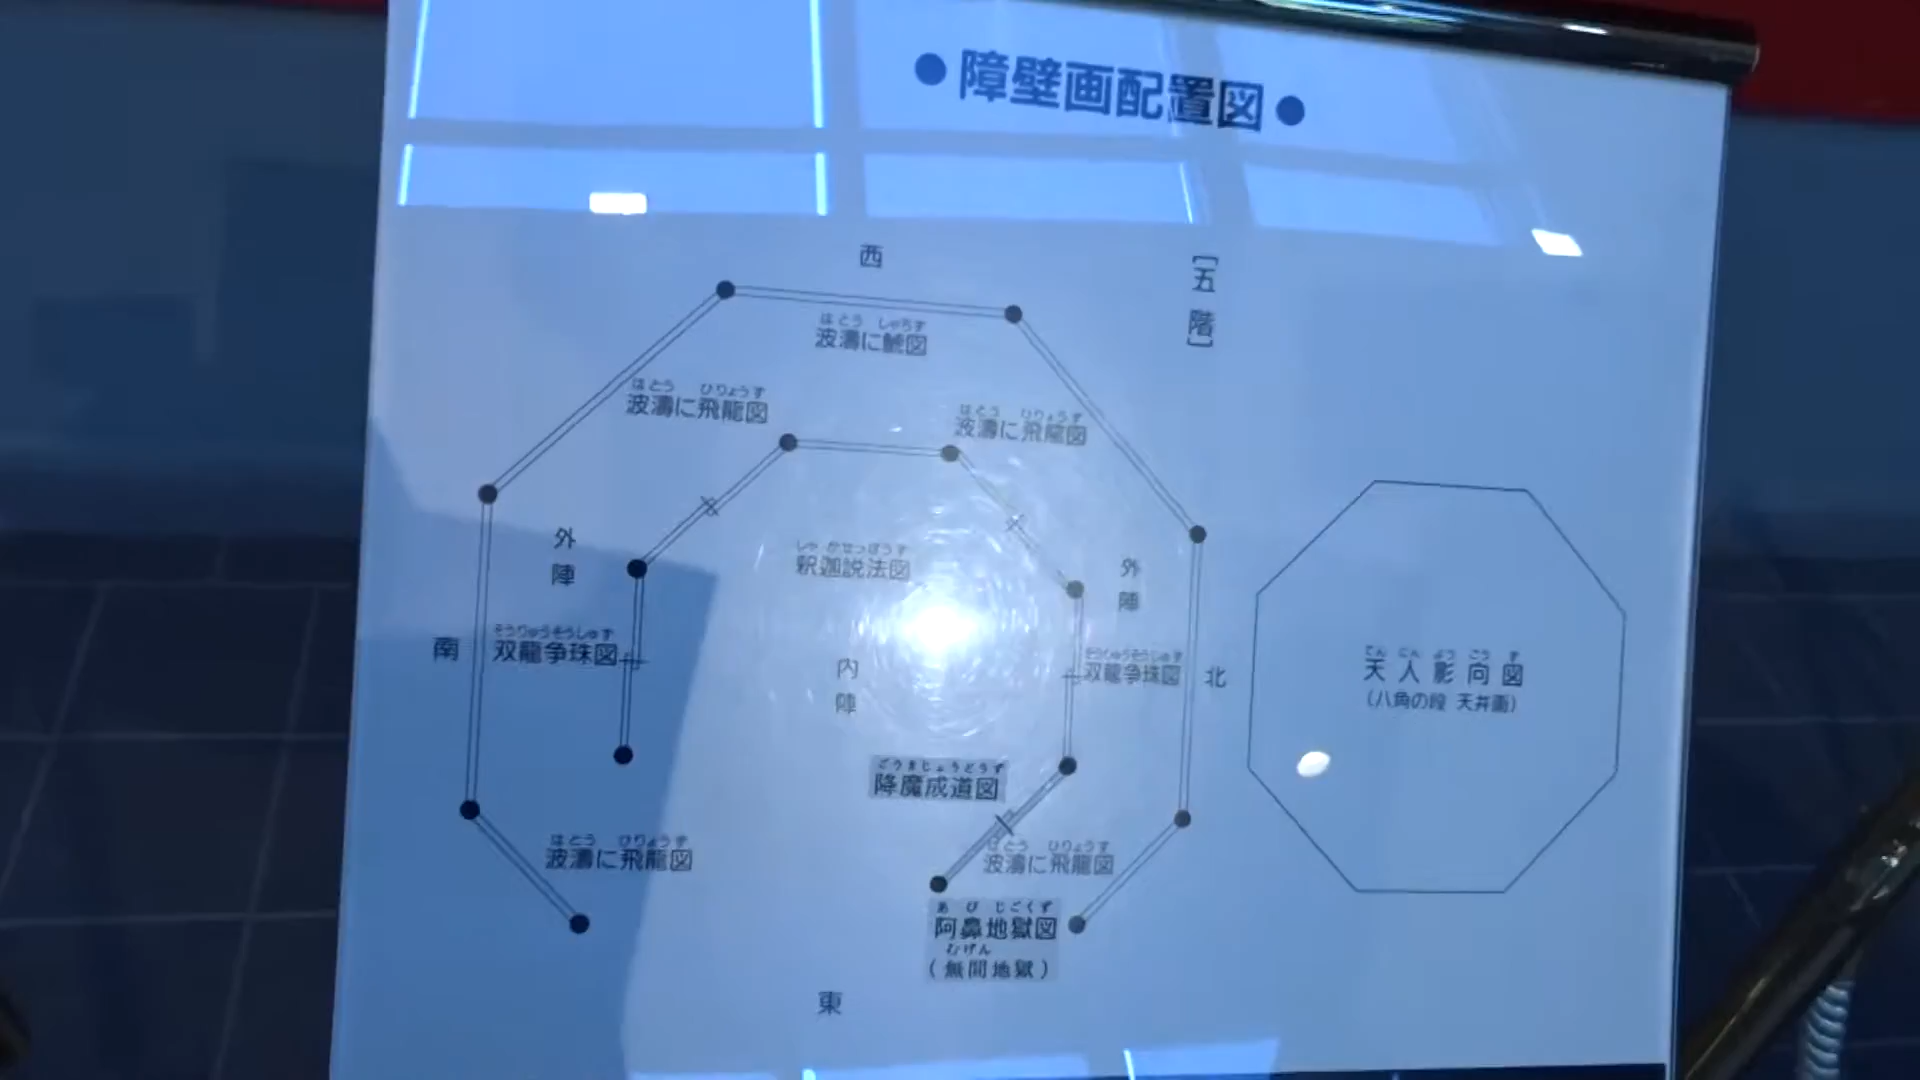 ●障壁画配置図●
西
[五階]
はとう しゃちず
波濤に鯱図
はとう ひりょうず
波濤に飛龍図
はとう ひりょうず
波濤に飛龍図
外陣
しゃかせっぽうず
釈迦説法図
外陣
南
そうりゅうそうじゅず
双龍争珠図
内陣
そうりゅうそうじゅず
双龍争珠図
北
てんにんようごうず
天人影向図
(八角の段 天井画)
ごうまじょうどうず
降魔成道図
はとう ひりょうず
波濤に飛龍図
はとう ひりょうず
波濤に飛龍図
あびじごくず
阿鼻地獄図
むげん
(無間地獄)
東